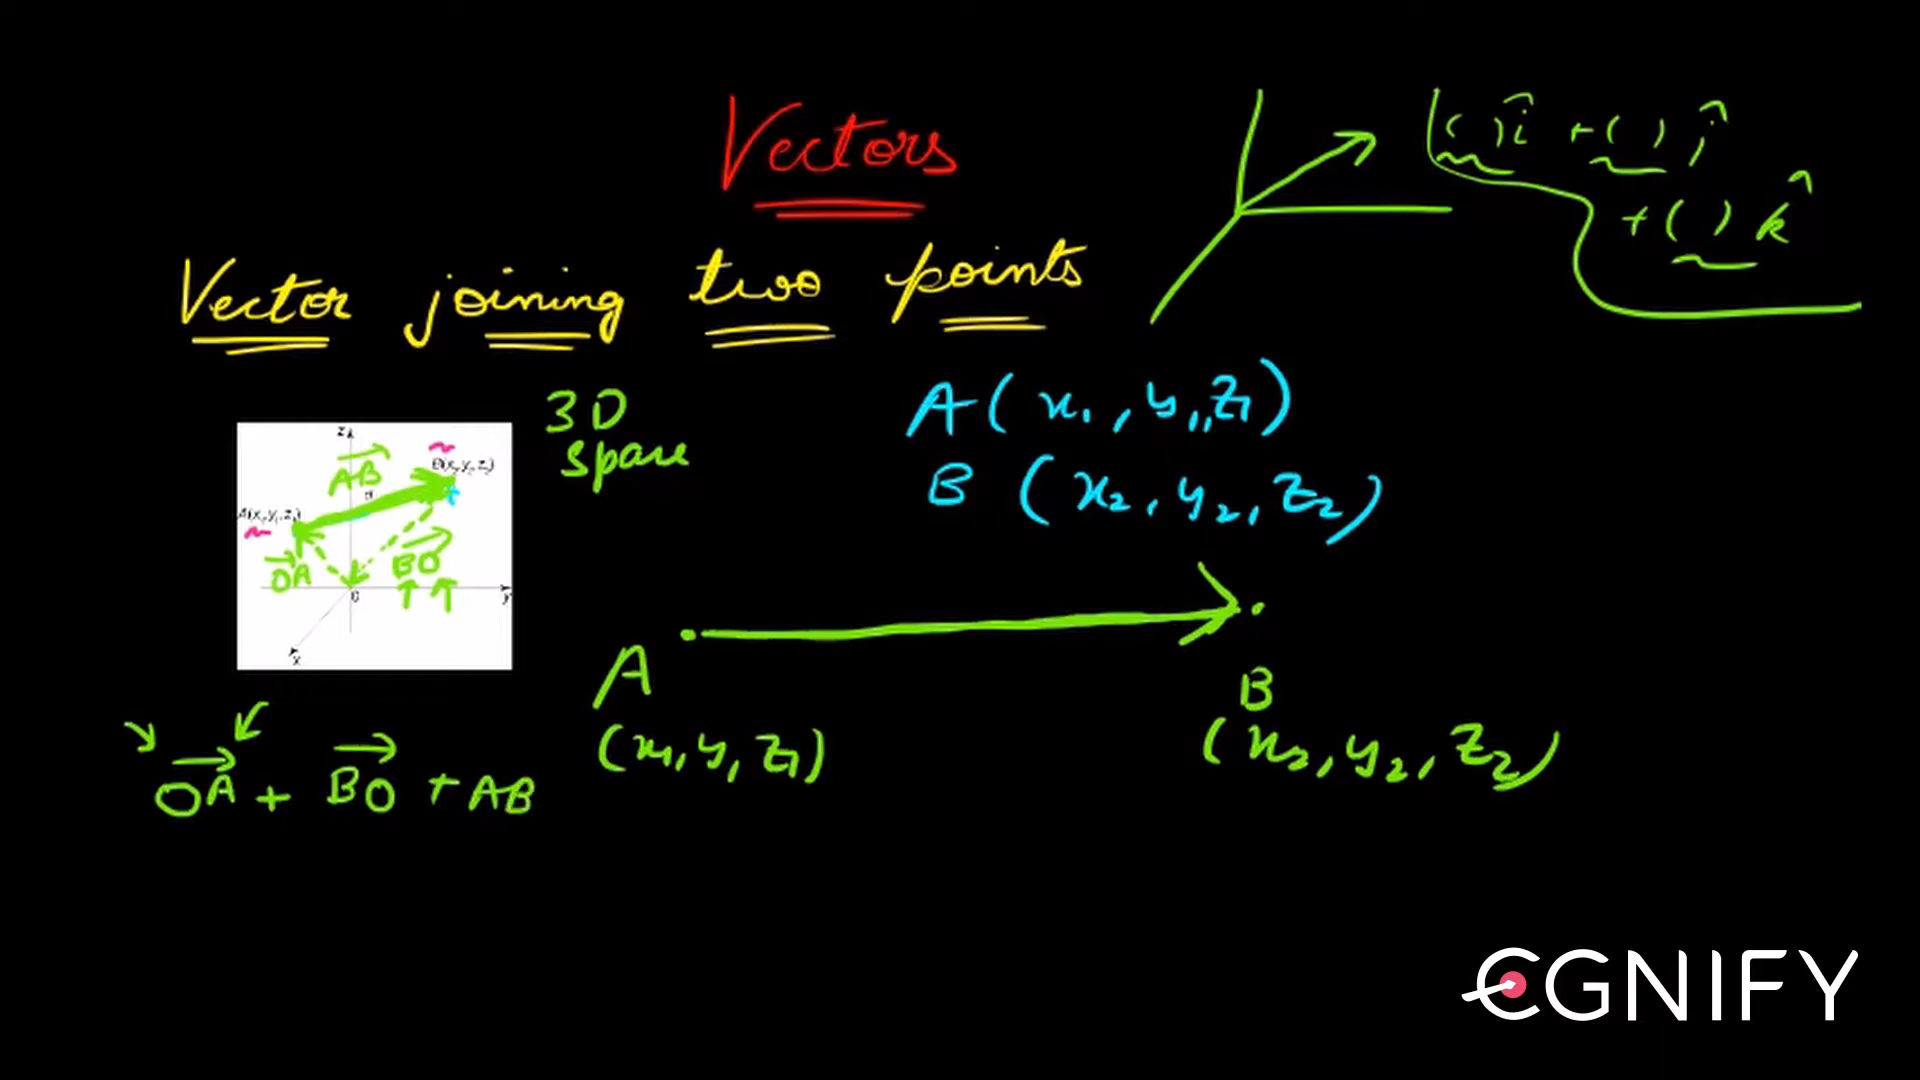 Vectors
( ) î + ( ) ĵ
+ ( ) k̂
Vector joining two points
3D
space
A ( x₁ , y₁, z₁ )
B ( x₂ , y₂ , z₂ )
z
AB
B(x₂,y₂,z₂)
A(x₁,y₁,z₁)
OA
BO
O
y
x
A
B
(x₁, y₁ z₁)
(x₂, y₂, z₂)
OA + BO + AB
EGNIFY